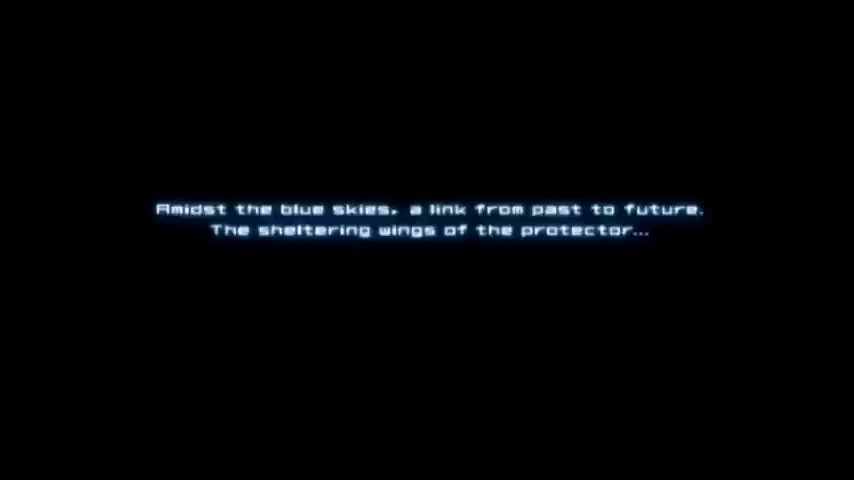 Amidst the blue skies, a link from past to future.
The sheltering wings of the protector...